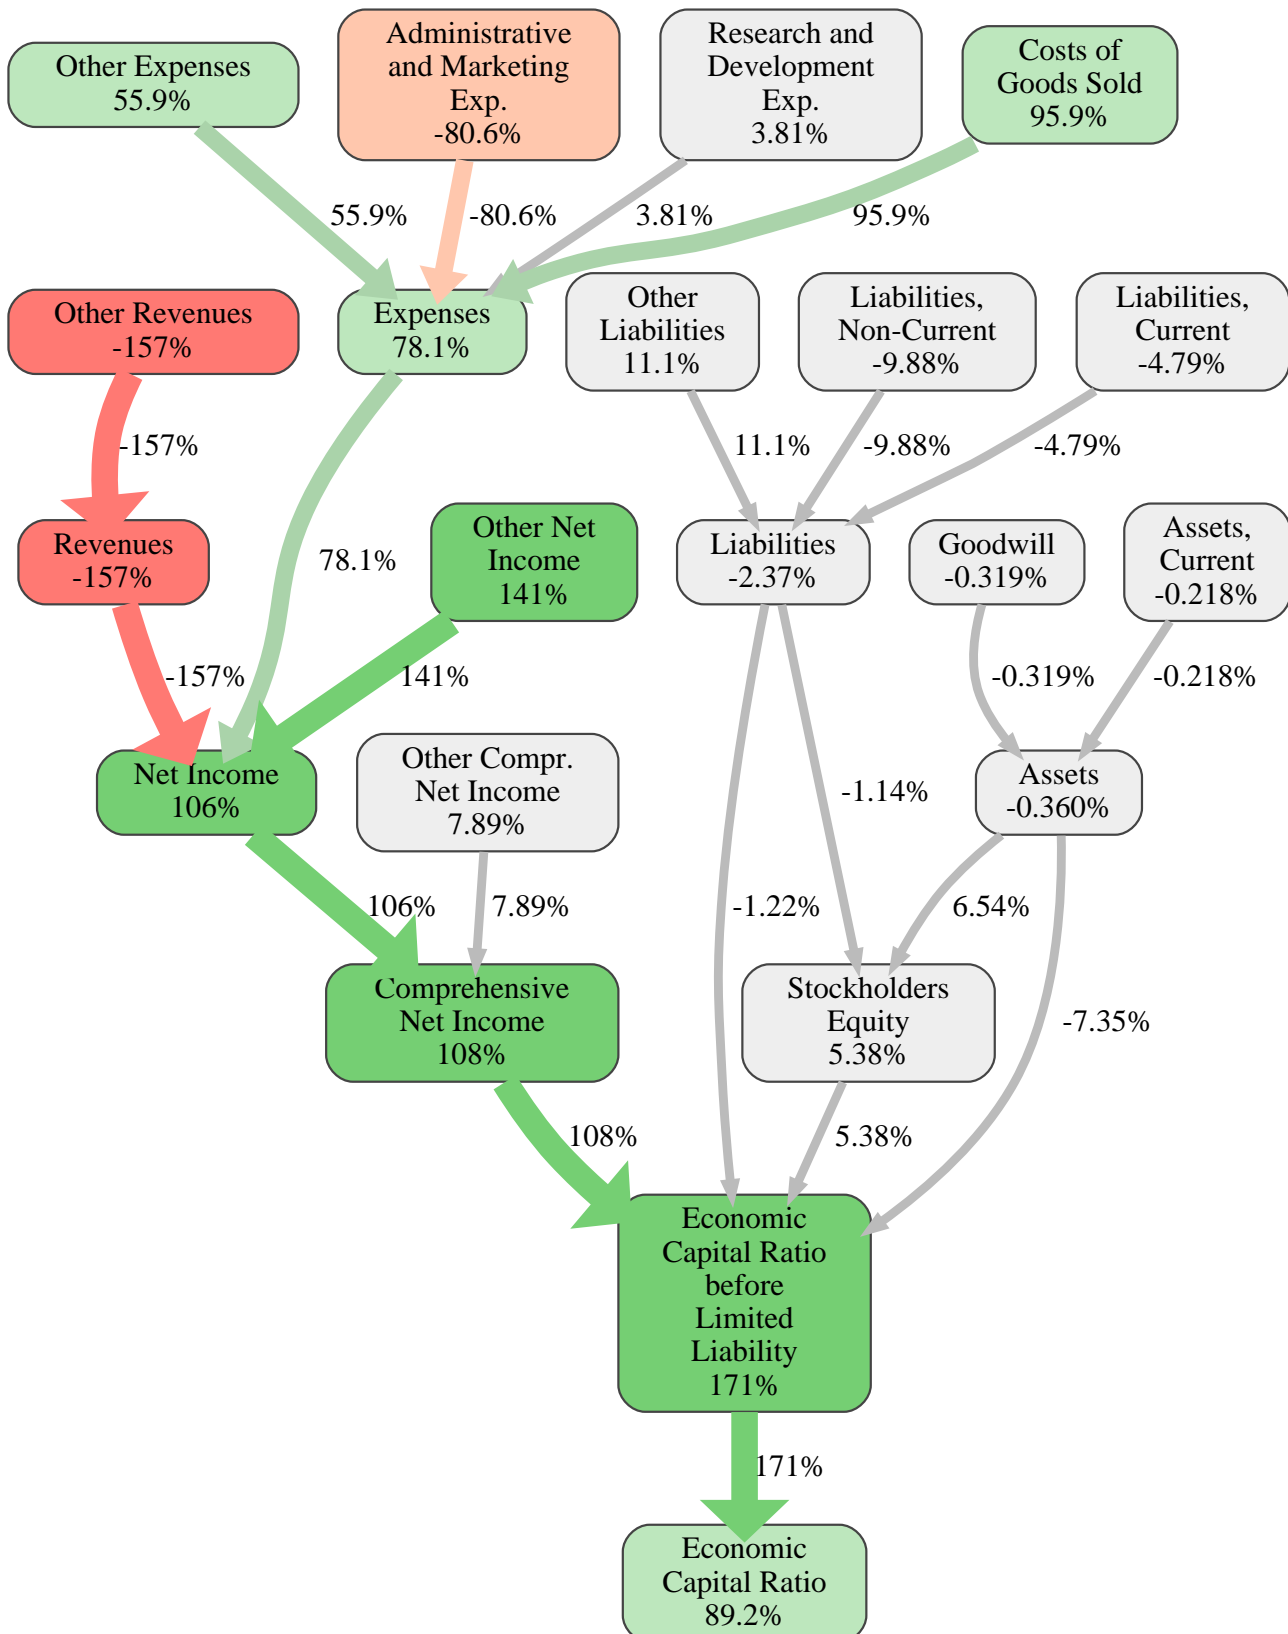 Other Expenses
55.9%
Administrative
and Marketing
Exp.
-80.6%
Research and
Development
Exp.
3.81%
Costs of
Goods Sold
95.9%
55.9%
-80.6%
3.81%
95.9%
Other Revenues
-157%
Expenses
78.1%
Other
Liabilities
11.1%
Liabilities,
Non-Current
-9.88%
Liabilities,
Current
-4.79%
-157%
11.1%
-9.88%
-4.79%
Revenues
-157%
78.1%
Other Net
Income
141%
Liabilities
-2.37%
Goodwill
-0.319%
Assets,
Current
-0.218%
-157%
141%
-0.319%
-0.218%
Net Income
106%
Other Compr.
Net Income
7.89%
-1.14%
Assets
-0.360%
106%
7.89%
-1.22%
6.54%
Comprehensive
Net Income
108%
Stockholders
Equity
5.38%
-7.35%
108%
5.38%
Economic
Capital Ratio
before
Limited
Liability
171%
171%
Economic
Capital Ratio
89.2%